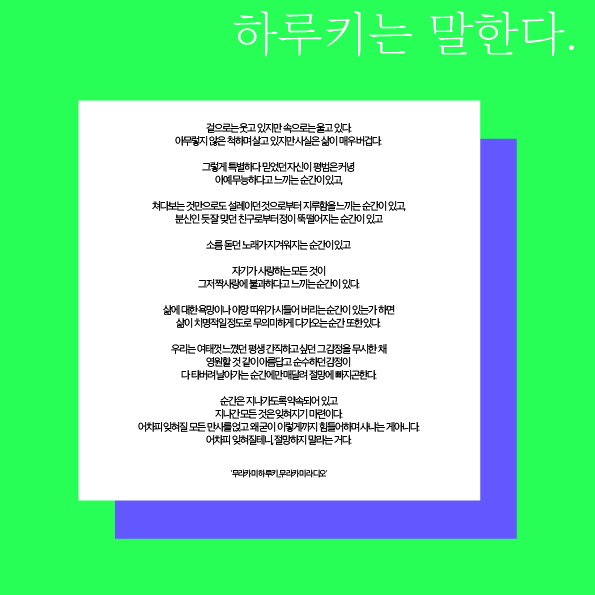 하루키는 말한다.
겉으로는 웃고 있지만 속으로는 울고 있다.
아무렇지 않은 척하며 살고 있지만 사실은 삶이 매우 버겁다.
그렇게 특별하다 믿었던 자신이 평범은 커녕
아예 무능하다고 느끼는 순간이 있고,
쳐다보는 것만으로도 설레이던 것으로부터 지루함을 느끼는 순간이 있고,
분신인 듯 잘 맞던 친구로부터 정이 뚝 떨어지는 순간이 있고
소름 돋던 노래가 지겨워지는 순간이 있고
자기가 사랑하는 모든 것이
그저 짝사랑에 불과하다고 느끼는 순간이 있다.
삶에 대한 욕망이나 야망 따위가 시들어 버리는 순간이 있는가 하면
삶이 치명적일 정도로 무의미하게 다가오는 순간 또한 있다.
우리는 여태껏 느꼈던 평생 간직하고 싶던 그 감정을 무시한 채
영원할 것 같이 아름답고 순수하던 감정이
다 타버려 날아가는 순간에만 매달려 절망에 빠지곤 한다.
순간은 지나가도록 약속되어 있고
지나간 모든 것은 잊혀지기 마련이다.
어차피 잊혀질 모든 만사를 얹고 왜 굳이 이렇게까지 힘들어하며 사냐는 게 아니다.
어차피 잊혀질테니, 절망하지 말라는 거다.
'무라카미 하루키, 무라카미 라디오'